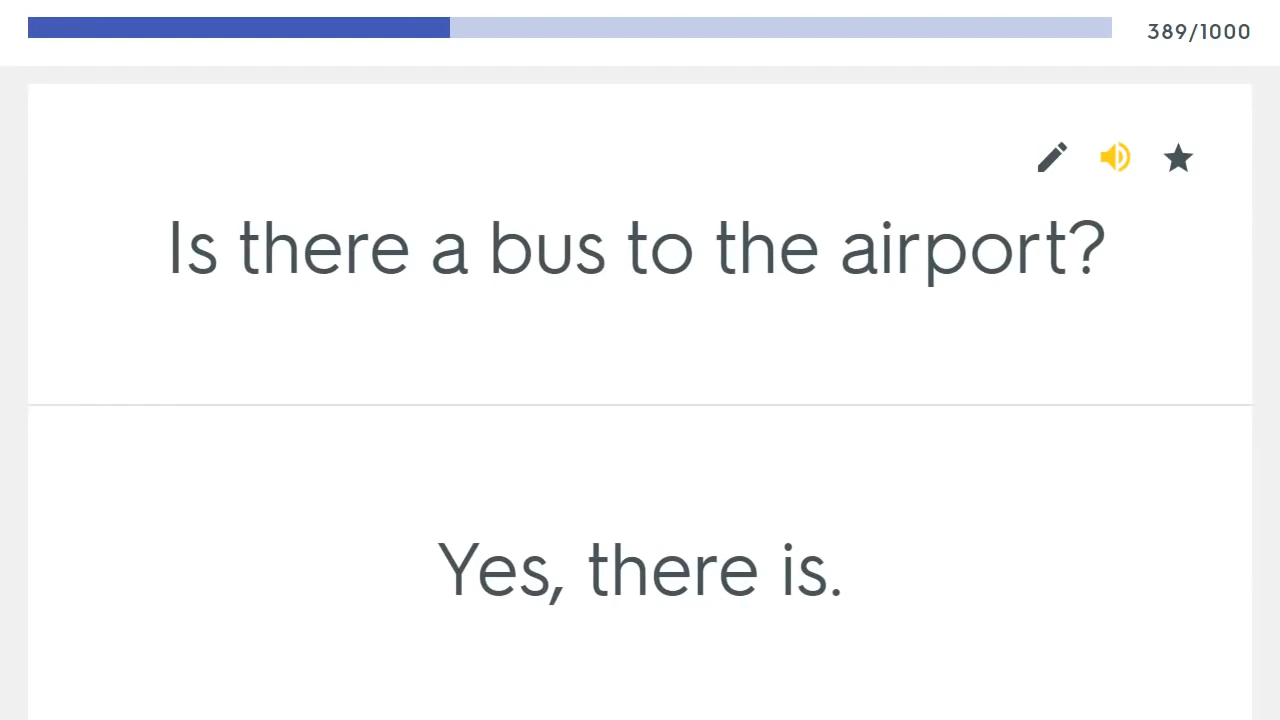 389/1000
Is there a bus to the airport?
Yes, there is.